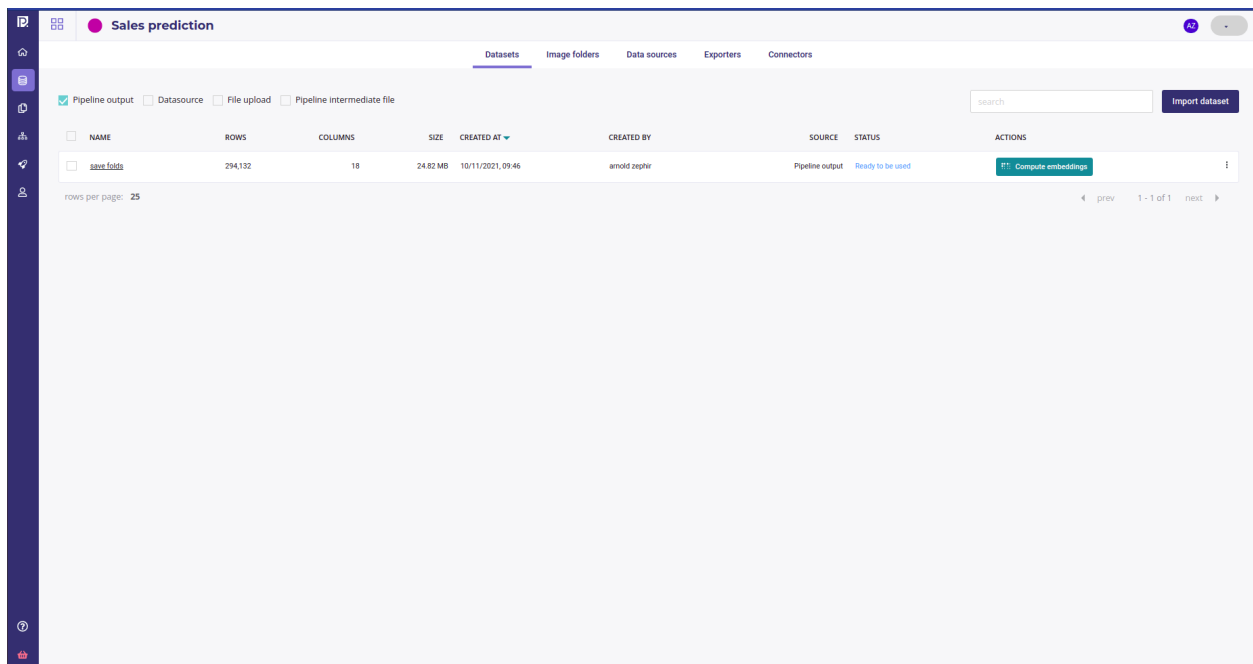 Sales prediction
AZ
Datasets Image folders Data sources Exporters Connectors
Pipeline output Datasource File upload Pipeline intermediate file
search
Import dataset
NAME ROWS COLUMNS SIZE CREATED AT CREATED BY SOURCE STATUS ACTIONS
save folds 294,132 18 24.82 MB 10/11/2021, 09:46 arnold zephir Pipeline output Ready to be used Compute embeddings
rows per page: 25
prev 1 - 1 of 1 next